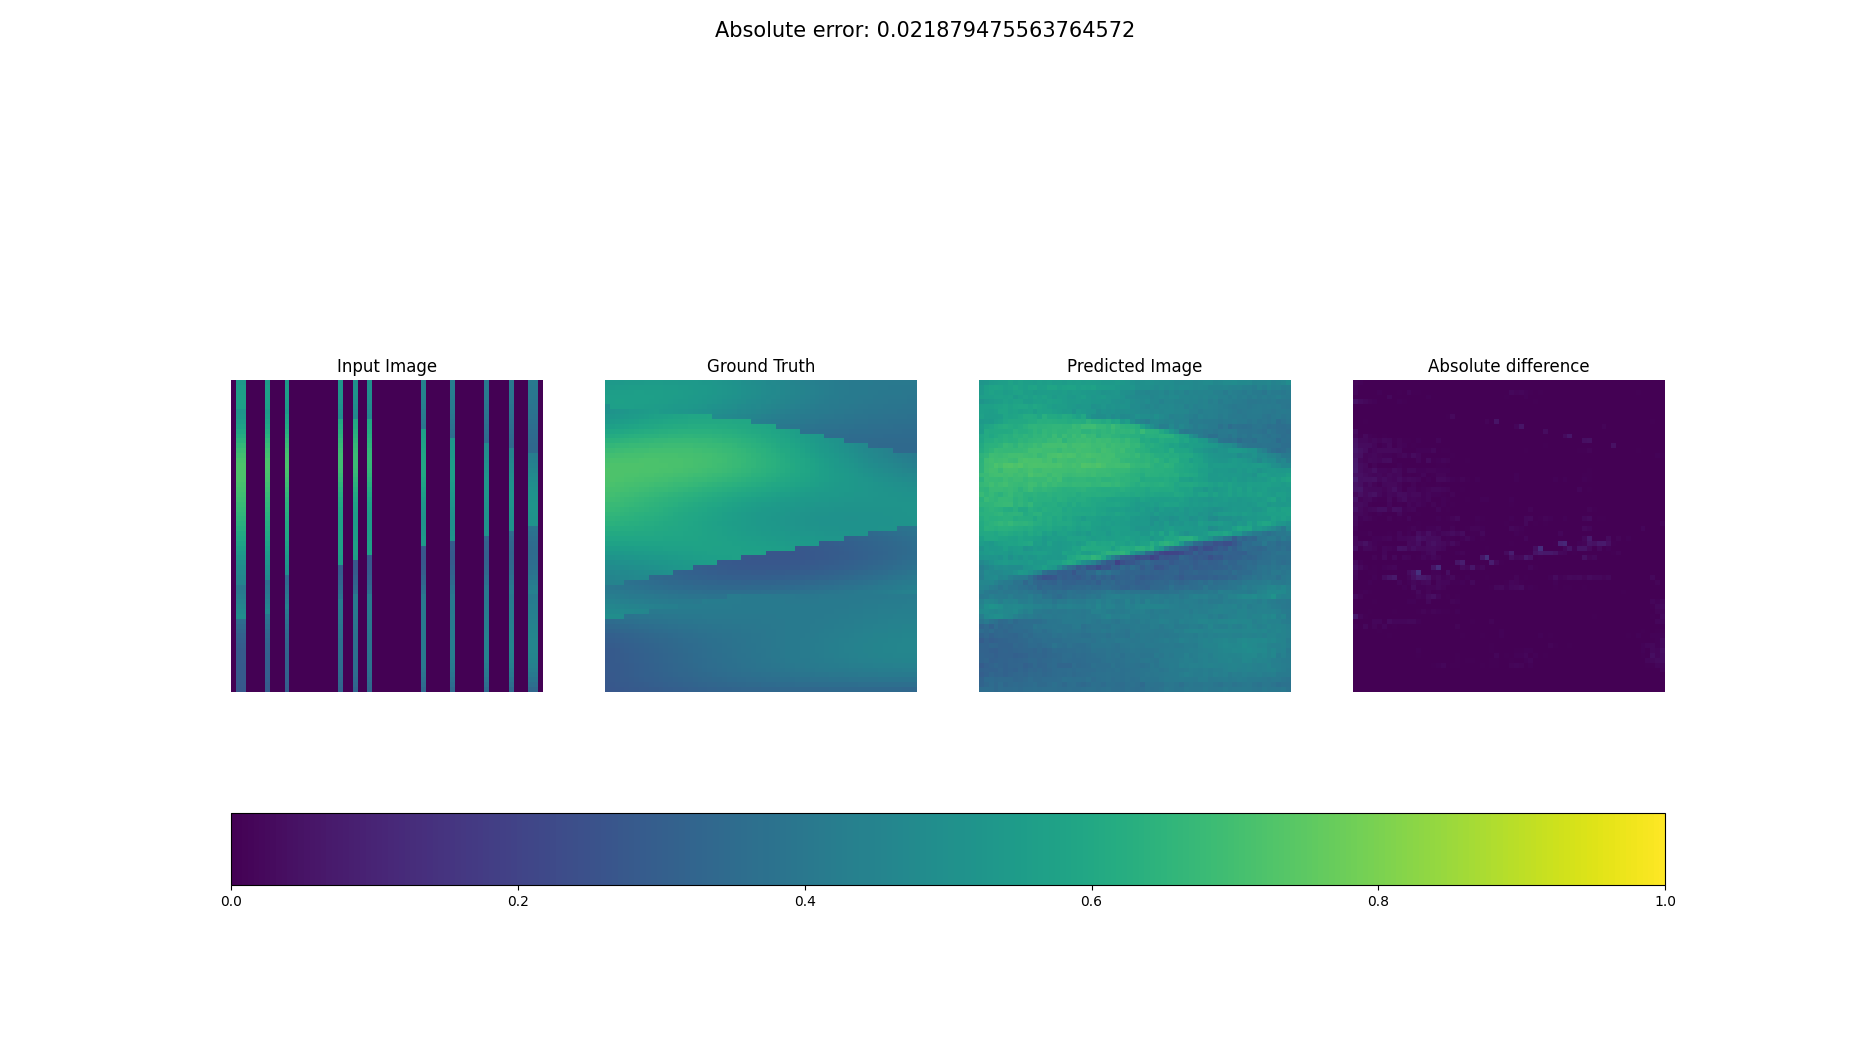 Absolute error: 0.021879475563764572
Input Image
Ground Truth
Predicted Image
Absolute difference
0.0
0.2
0.4
0.6
0.8
1.0